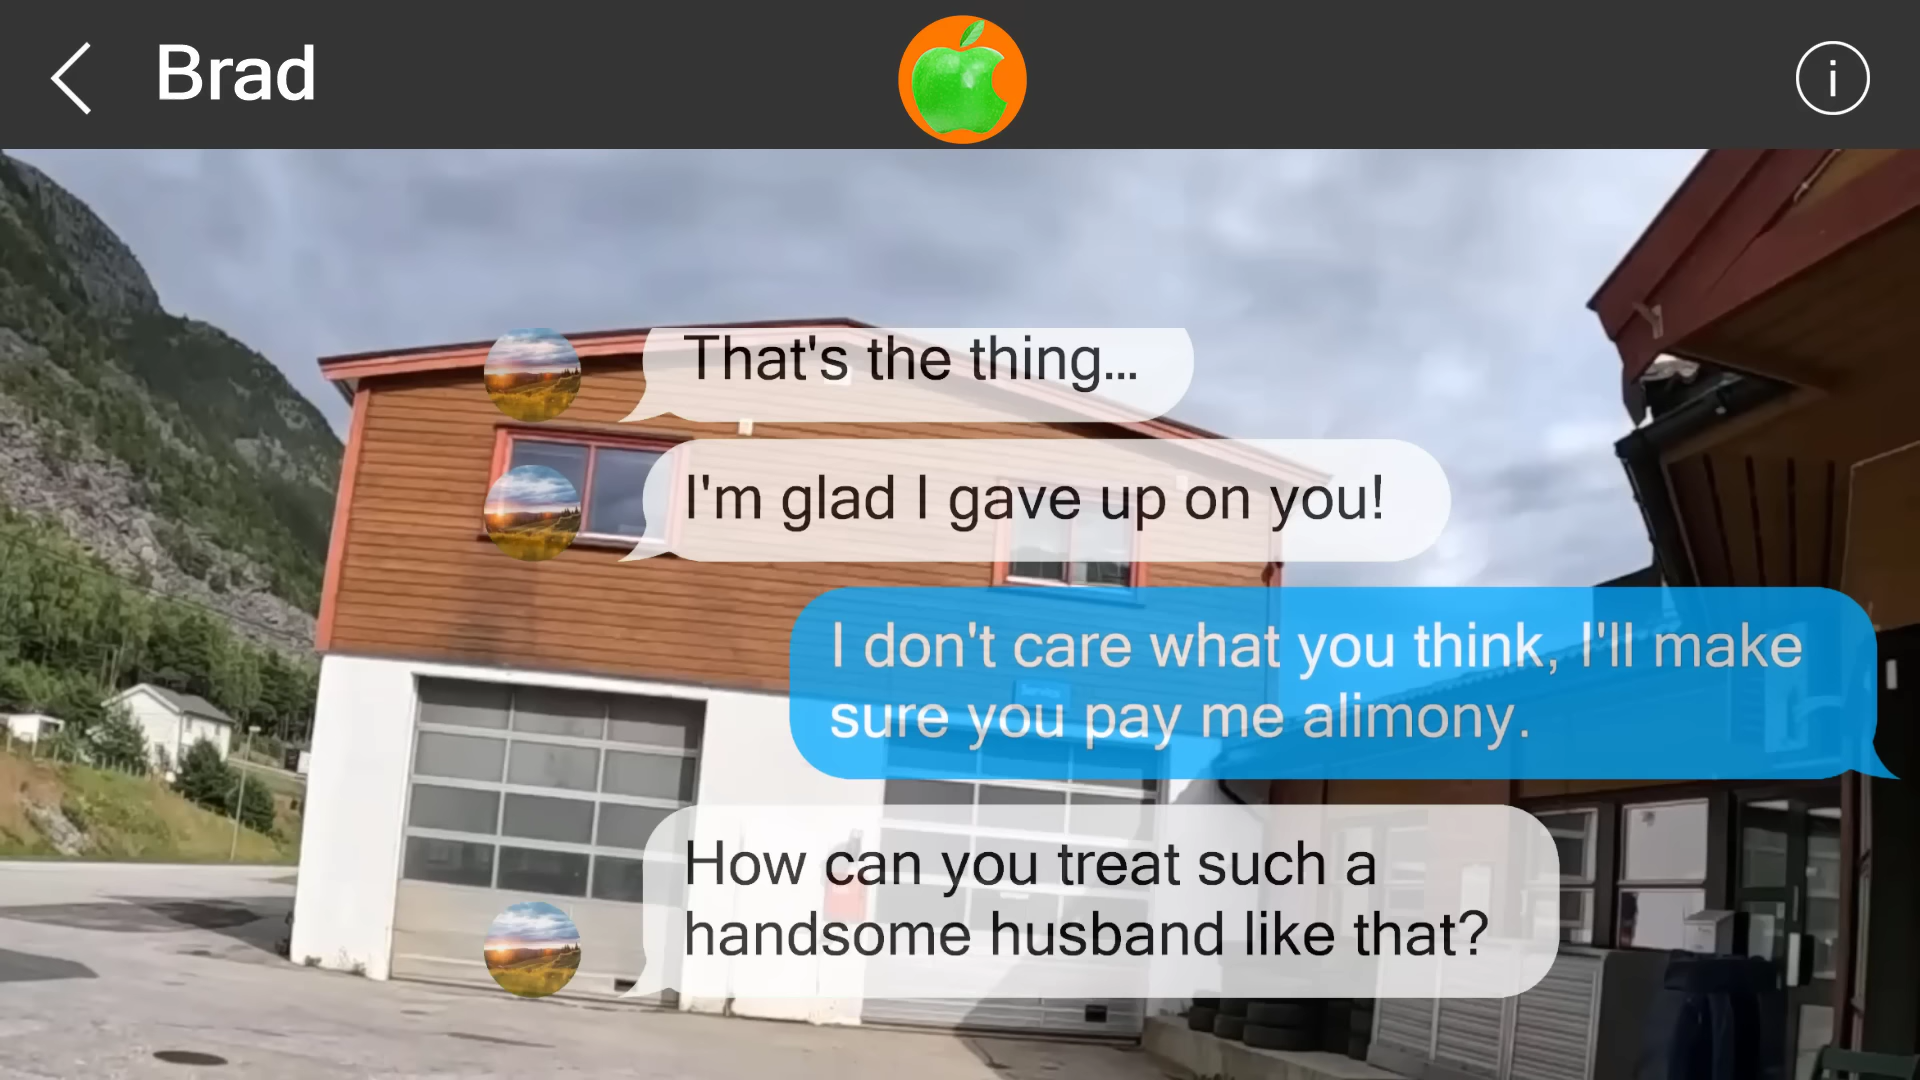 Brad
That's the thing...
I'm glad I gave up on you!
I don't care what you think, I'll make
sure you pay me alimony.
How can you treat such a
handsome husband like that?